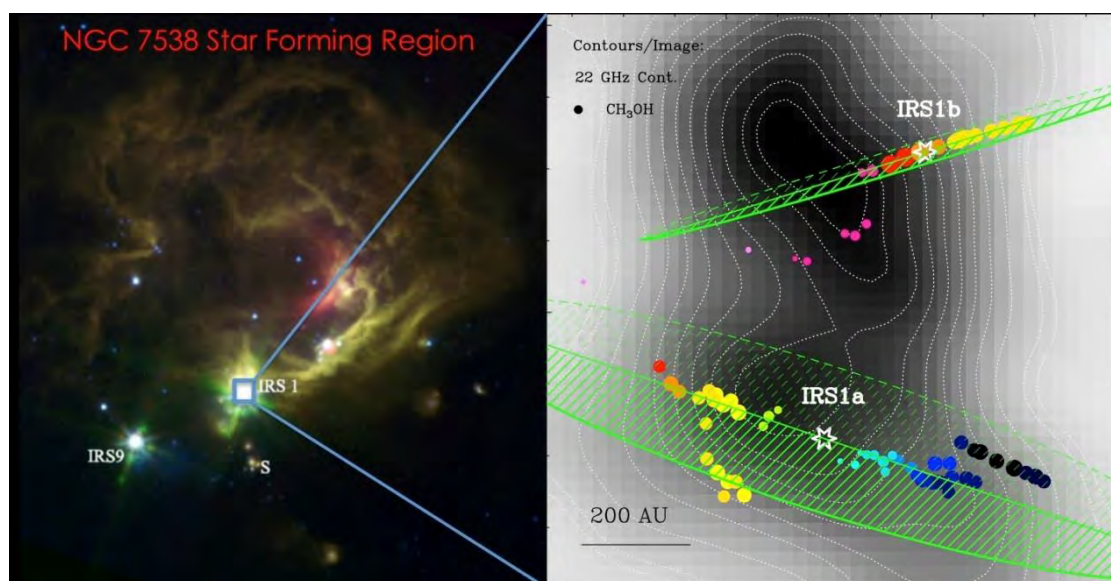 NGC 7538 Star Forming Region
IRS 1
IRS9
S
Contours/Image:
22 GHz Cont.
CH₃OH
IRS1b
IRS1a
200 AU